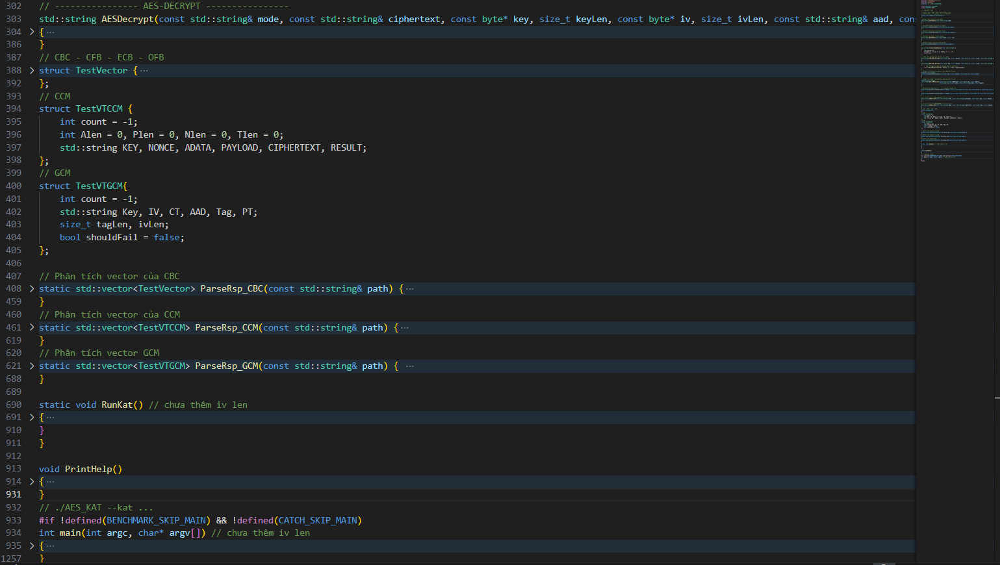 302 // ---------------- AES-DECRYPT ----------------
303 std::string AESDecrypt(const std::string& mode, const std::string& ciphertext, const byte* key, size_t keyLen, const byte* iv, size_t ivLen, const std::string& aad, con
304 > { ···
386 }
387 // CBC - CFB - ECB - OFB
388 > struct TestVector { ···
392 };
393 // CCM
394 struct TestVTCCM {
395     int count = -1;
396     int Alen = 0, Plen = 0, Nlen = 0, Tlen = 0;
397     std::string KEY, NONCE, ADATA, PAYLOAD, CIPHERTEXT, RESULT;
398 };
399 // GCM
400 struct TestVTGCM{
401     int count = -1;
402     std::string Key, IV, CT, AAD, Tag, PT;
403     size_t tagLen, ivLen;
404     bool shouldFail = false;
405 };
406
407 // Phân tích vector của CBC
408 > static std::vector<TestVector> ParseRsp_CBC(const std::string& path) { ···
459 }
460 // Phân tích vector của CCM
461 > static std::vector<TestVTCCM> ParseRsp_CCM(const std::string& path) { ···
619 }
620 // Phân tích vector GCM
621 > static std::vector<TestVTGCM> ParseRsp_GCM(const std::string& path) { ···
688 }
689
690 static void RunKat() // chưa thêm iv len
691 > { ···
910 }
911 }
912
913 void PrintHelp()
914 > { ···
931 }
932 // ./AES_KAT --kat ...
933 #if !defined(BENCHMARK_SKIP_MAIN) && !defined(CATCH_SKIP_MAIN)
934 int main(int argc, char* argv[]) // chưa thêm iv len
935 > { ···
1257 }